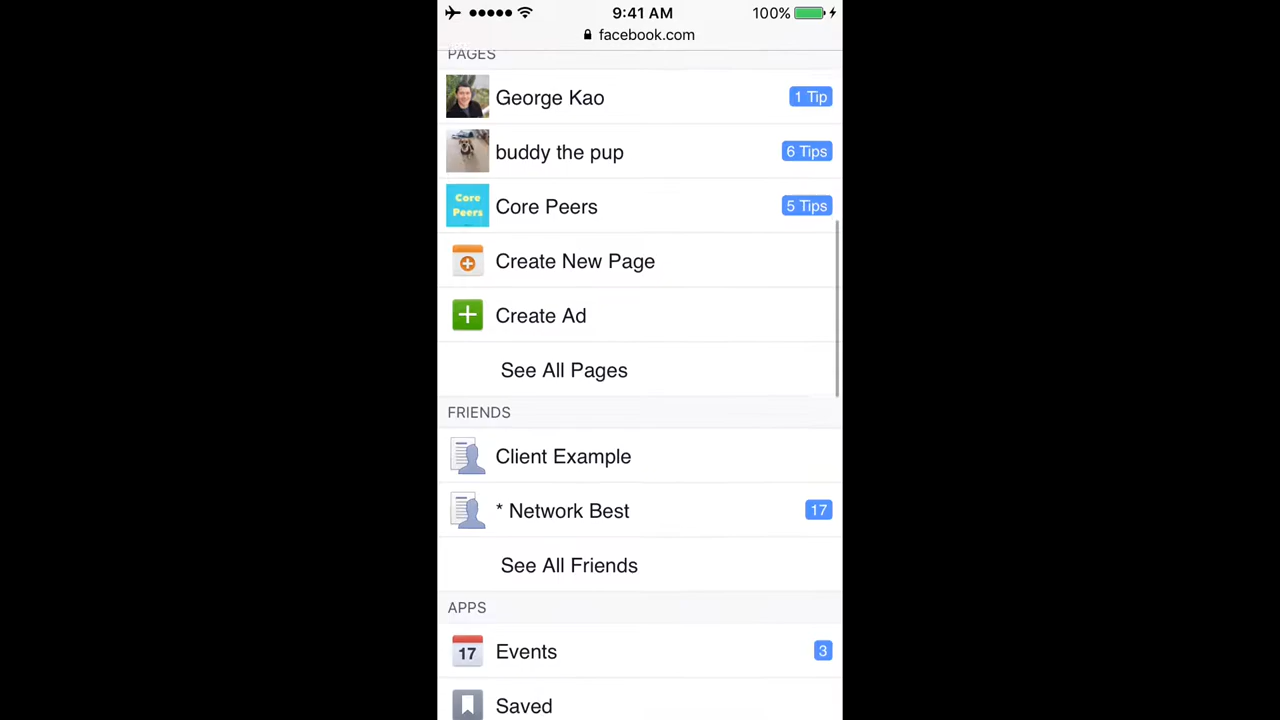 9:41 AM 100%
facebook.com
PAGES
George Kao 1 Tip
buddy the pup 6 Tips
Core Peers Core Peers 5 Tips
Create New Page
Create Ad
See All Pages
FRIENDS
Client Example
* Network Best 17
See All Friends
APPS
17 Events 3
Saved